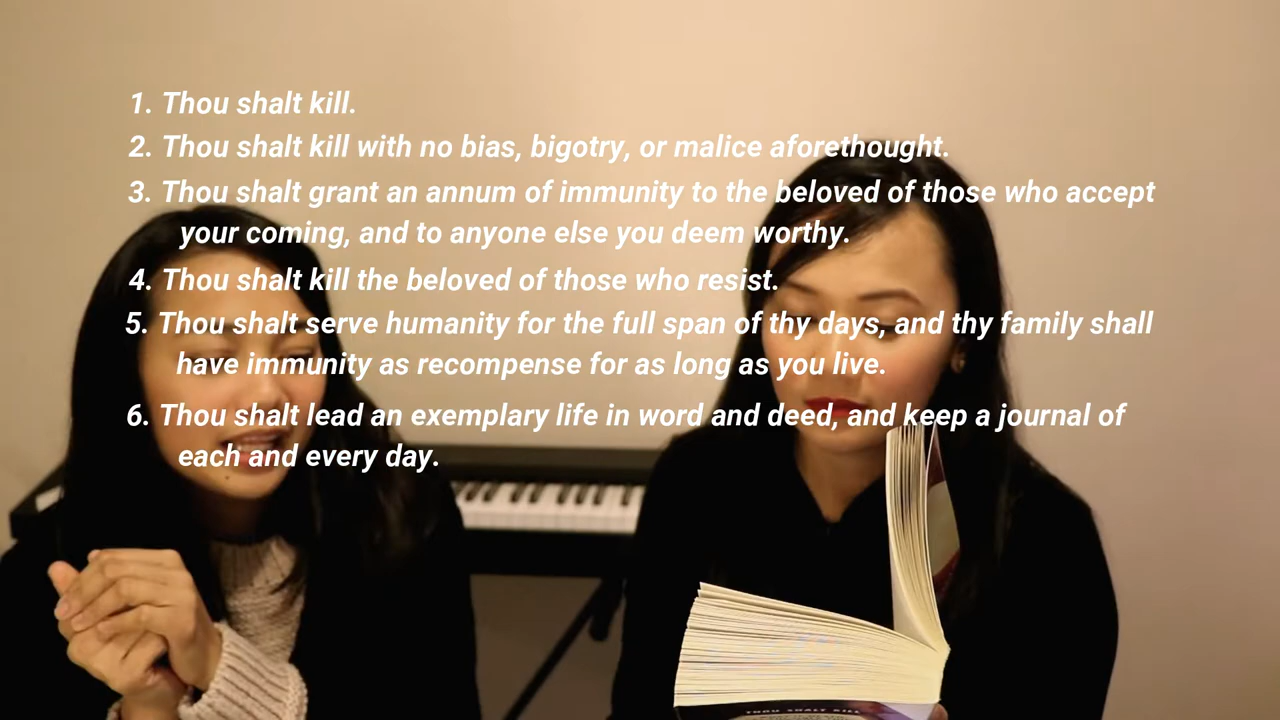 1. Thou shalt kill.
2. Thou shalt kill with no bias, bigotry, or malice aforethought.
3. Thou shalt grant an annum of immunity to the beloved of those who accept
your coming, and to anyone else you deem worthy.
4. Thou shalt kill the beloved of those who resist.
5. Thou shalt serve humanity for the full span of thy days, and thy family shall
have immunity as recompense for as long as you live.
6. Thou shalt lead an exemplary life in word and deed, and keep a journal of
each and every day.
THOU SHALT KILL